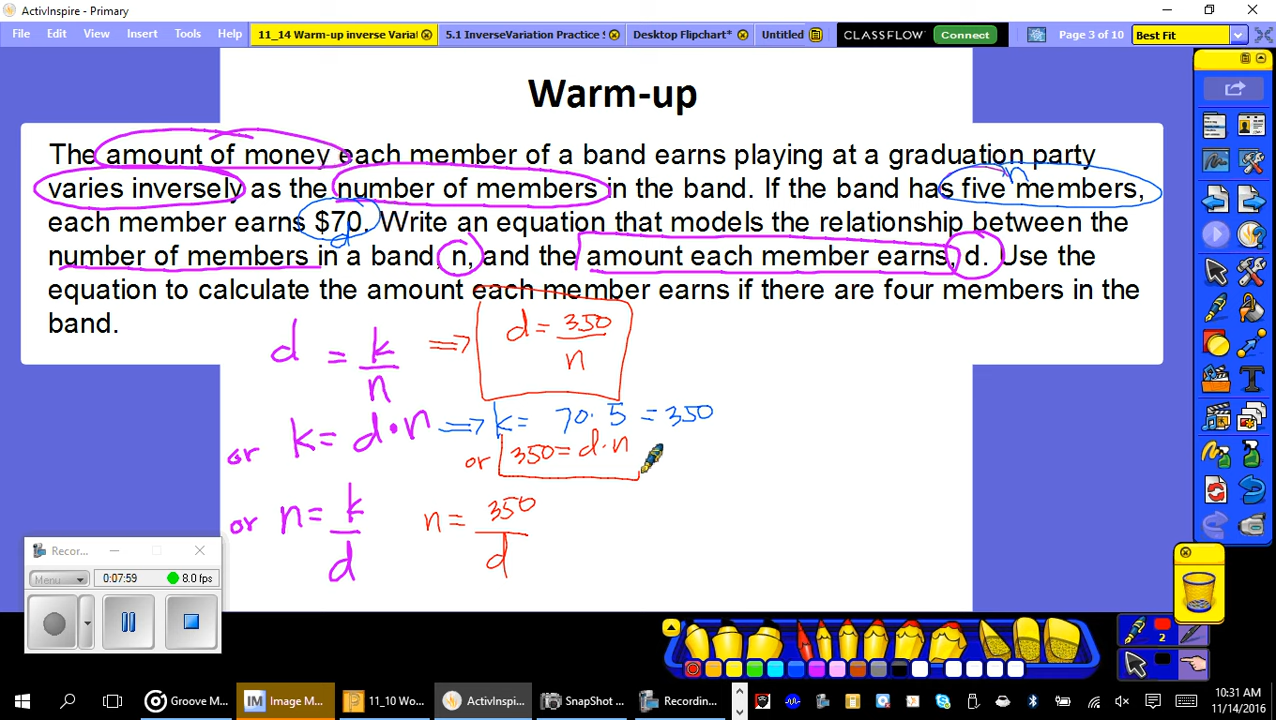 ActivInspire - Primary
File Edit View Insert Tools Help
11_14 Warm-up inverse Variat
5.1 InverseVariation Practice S
Desktop Flipchart*
Untitled
CLASSFLOW
Connect
Page 3 of 10
Best Fit
Warm-up
The amount of money each member of a band earns playing at a graduation party
varies inversely as the number of members in the band. If the band has five members,
n
each member earns $70. Write an equation that models the relationship between the
d
number of members in a band, n, and the amount each member earns, d. Use the
equation to calculate the amount each member earns if there are four members in the
band.
d = k/n ⇒ d = 350/n
or k = d·n ⇒ k = 70·5 = 350
or 350 = d·n
or n = k/d n = 350/d
Recor...
Menu
0:07:59
8.0 fps
2
Groove M...
IM Image M...
11_10 Wo...
ActivInspire...
SnapShot ...
Recording...
10:31 AM
11/14/2016